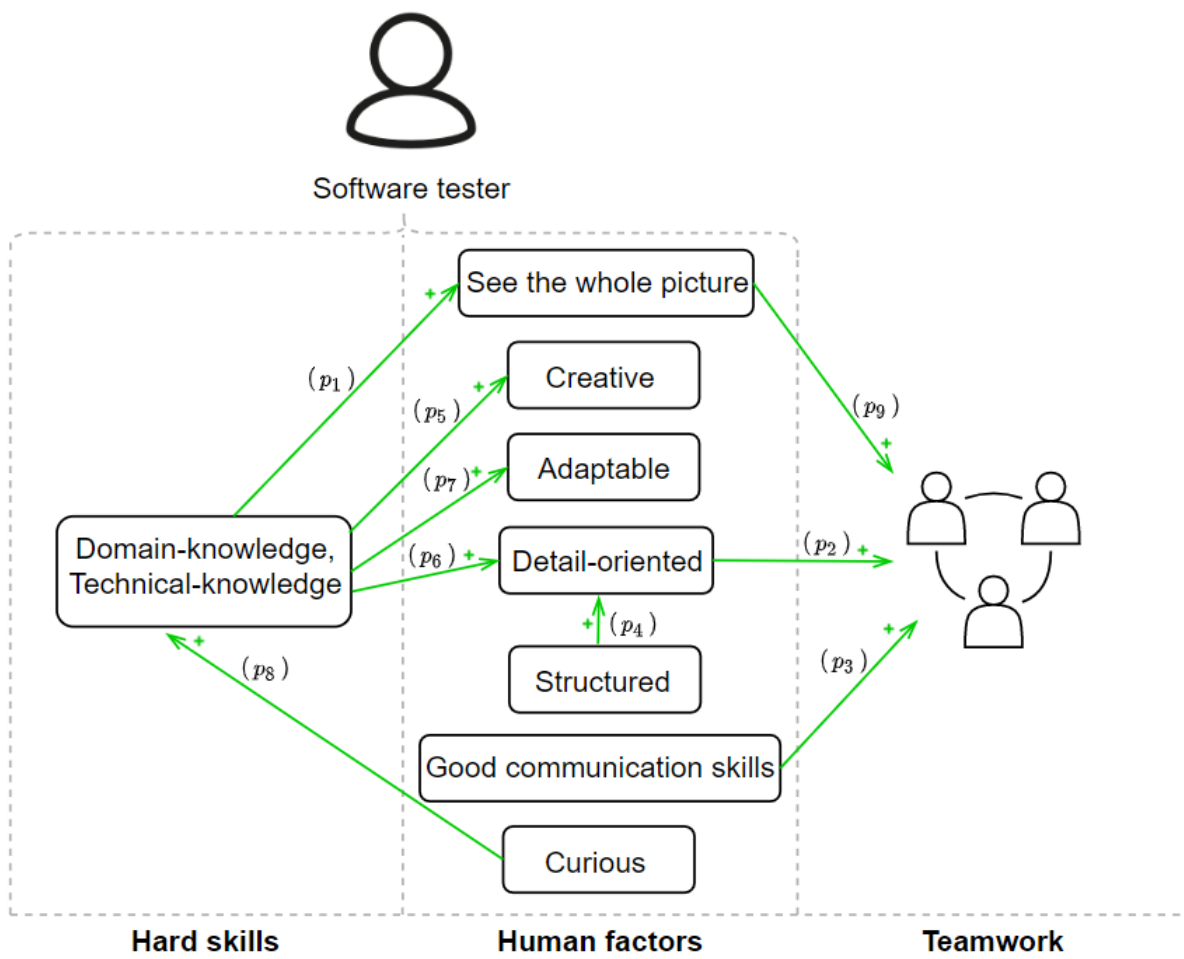 Software tester
See the whole picture
+
(p1)
Creative
+
(p5)
(p9)
+
Adaptable
+
(p7)
Domain-knowledge,
Technical-knowledge
(p6)
+
Detail-oriented
(p2)
+
+
(p4)
+
(p8)
Structured
+
(p3)
Good communication skills
Curious
Hard skills
Human factors
Teamwork